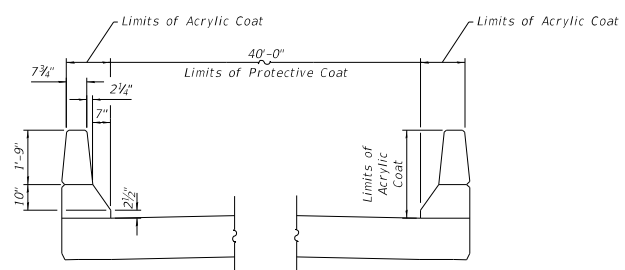 Limits of Acrylic Coat
Limits of Acrylic Coat
40'-0"
Limits of Protective Coat
7¾"
2¼"
7"
1'-9"
10"
2½"
Limits of
Acrylic
Coat